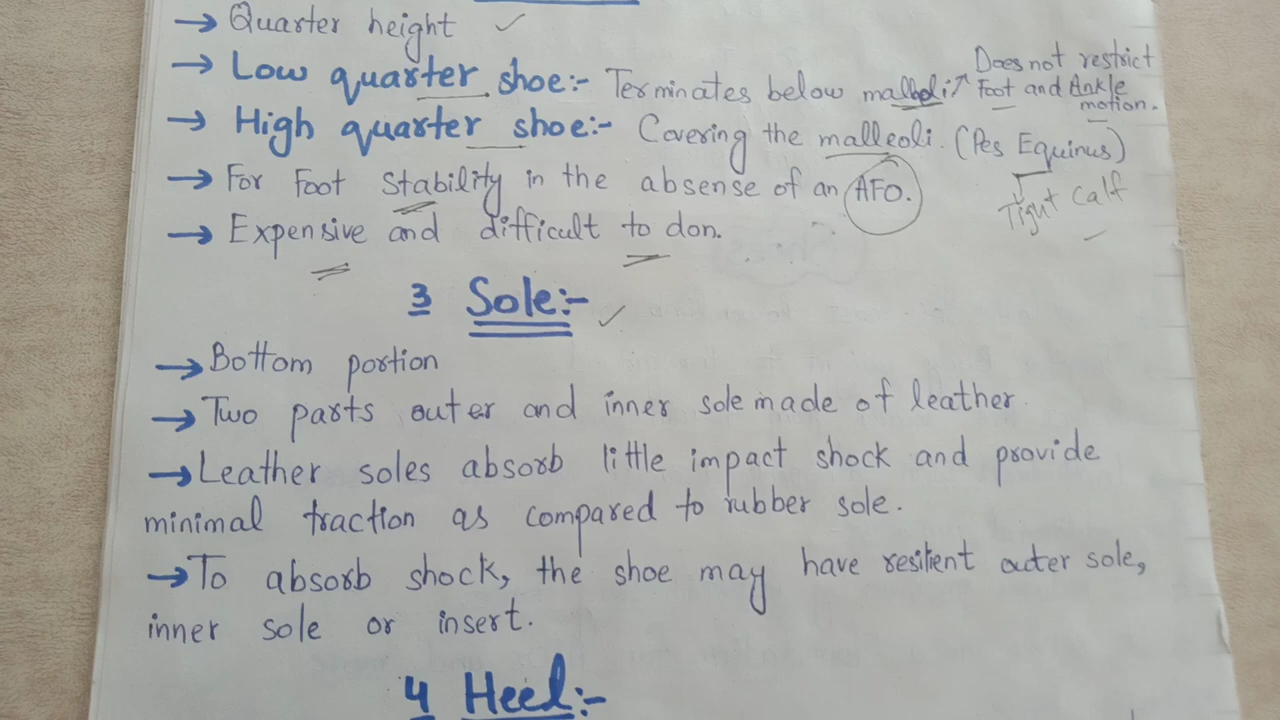 → Quarter height ✓
→ Low quarter shoe:- Terminates below malleoli↗ Does not restrict
Foot and Ankle
motion.
→ High quarter shoe:- Covering the malleoli. (Pes Equinus)
Tight calf
→ For Foot stability in the absense of an AFO.
→ Expensive and difficult to don.
3 Sole:- ✓
→ Bottom portion
→ Two parts outer and inner sole made of leather
→ Leather soles absorb little impact shock and provide
minimal traction as compared to rubber sole.
→ To absorb shock, the shoe may have resilient outer sole,
inner sole or insert.
4 Heel:-